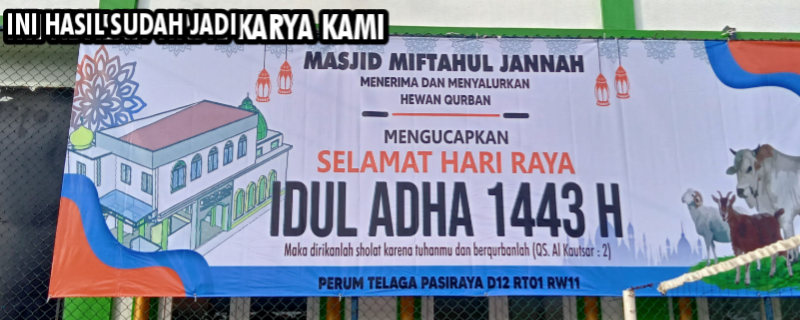 INI HASIL SUDAH JADI KARYA KAMI
MASJID MIFTAHUL JANNAH
MENERIMA DAN MENYALURKAN
HEWAN QURBAN
MENGUCAPKAN
SELAMAT HARI RAYA
IDUL ADHA 1443 H
Maka dirikanlah sholat karena tuhanmu dan berqurbanlah (QS. Al Kautsar : 2)
PERUM TELAGA PASIRAYA D12 RT01 RW11